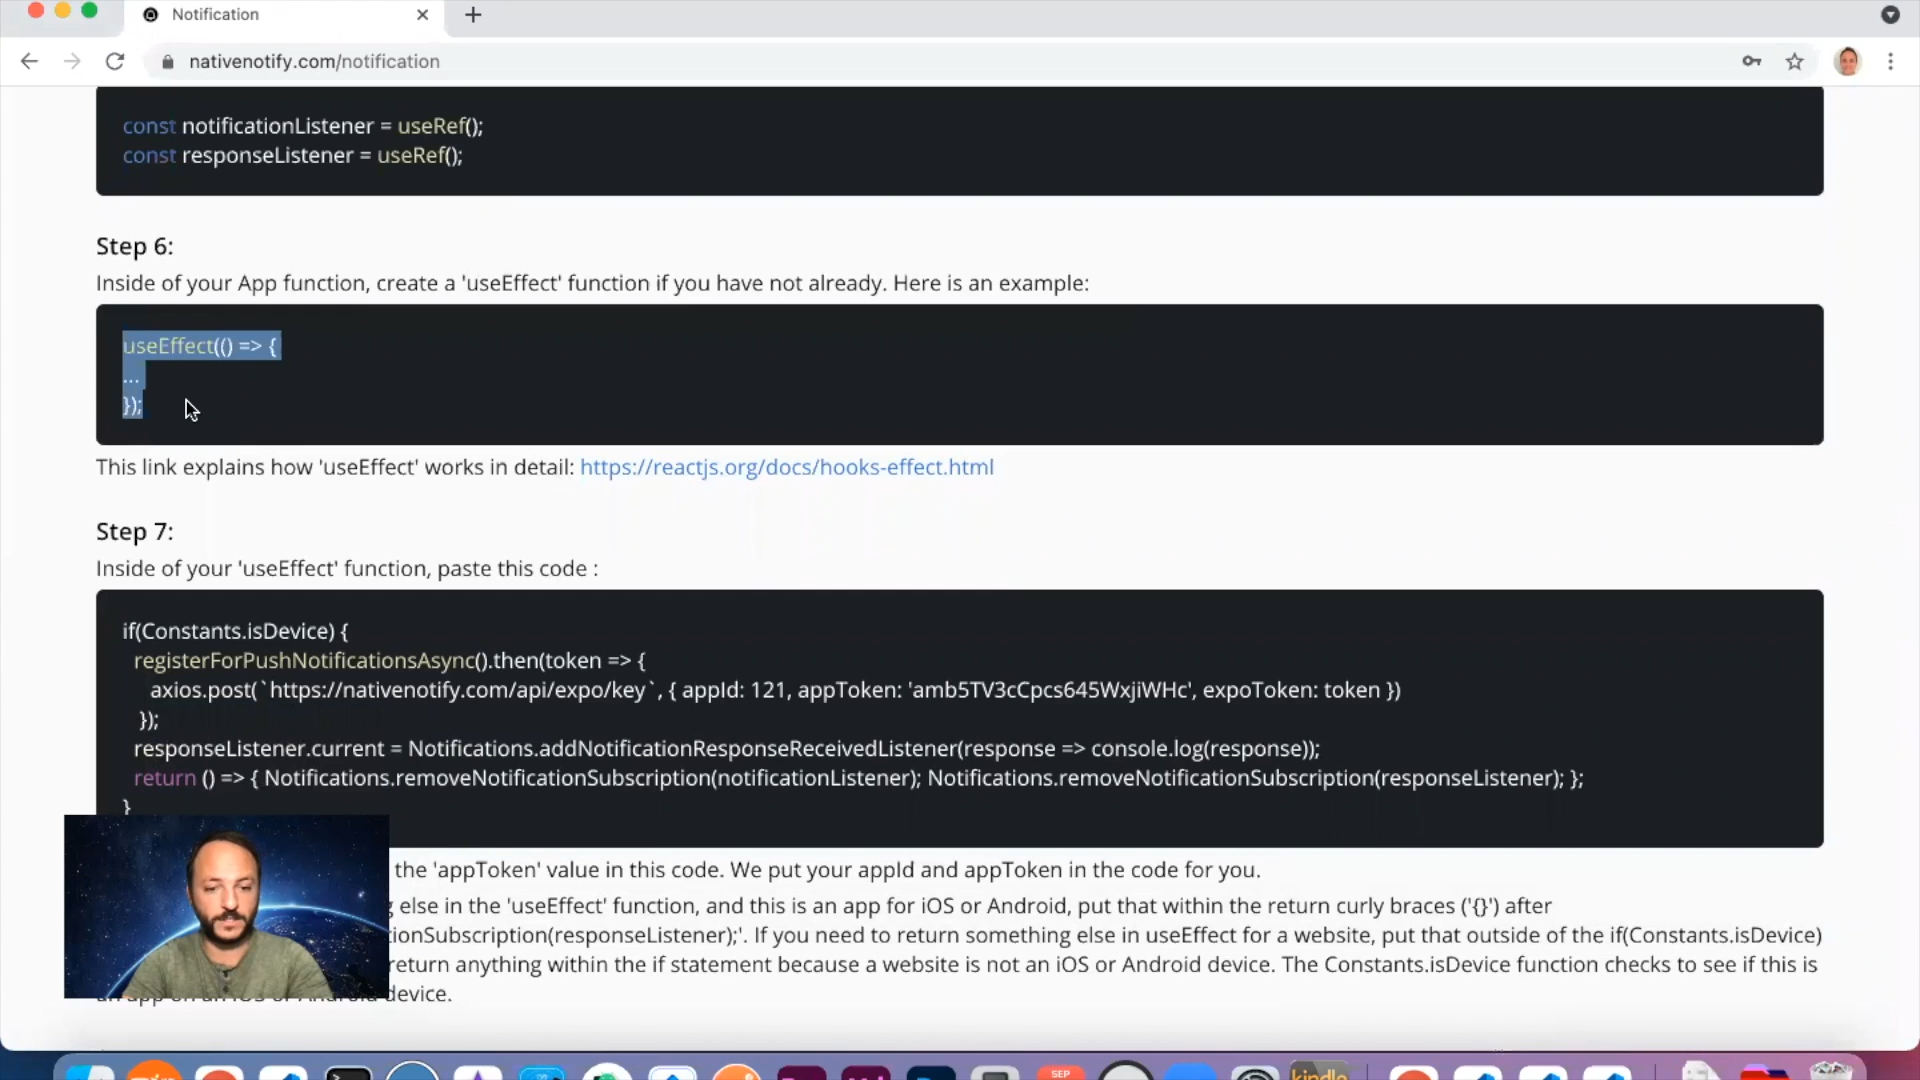 Notification
nativenotify.com/notification
const notificationListener = useRef();
const responseListener = useRef();
Step 6:
Inside of your App function, create a 'useEffect' function if you have not already. Here is an example:
useEffect(() => {
...
});
This link explains how 'useEffect' works in detail: https://reactjs.org/docs/hooks-effect.html
Step 7:
Inside of your 'useEffect' function, paste this code :
if(Constants.isDevice) {
registerForPushNotificationsAsync().then(token => {
axios.post(`https://nativenotify.com/api/expo/key`, { appId: 121, appToken: 'amb5TV3cCpcs645WxjiWHc', expoToken: token })
});
responseListener.current = Notifications.addNotificationResponseReceivedListener(response => console.log(response));
return () => { Notifications.removeNotificationSubscription(notificationListener); Notifications.removeNotificationSubscription(responseListener); };
}
the 'appToken' value in this code. We put your appId and appToken in the code for you.
else in the 'useEffect' function, and this is an app for iOS or Android, put that within the return curly braces ('{}') after
ionSubscription(responseListener);'. If you need to return something else in useEffect for a website, put that outside of the if(Constants.isDevice)
return anything within the if statement because a website is not an iOS or Android device. The Constants.isDevice function checks to see if this is
device.
SEP
kindle